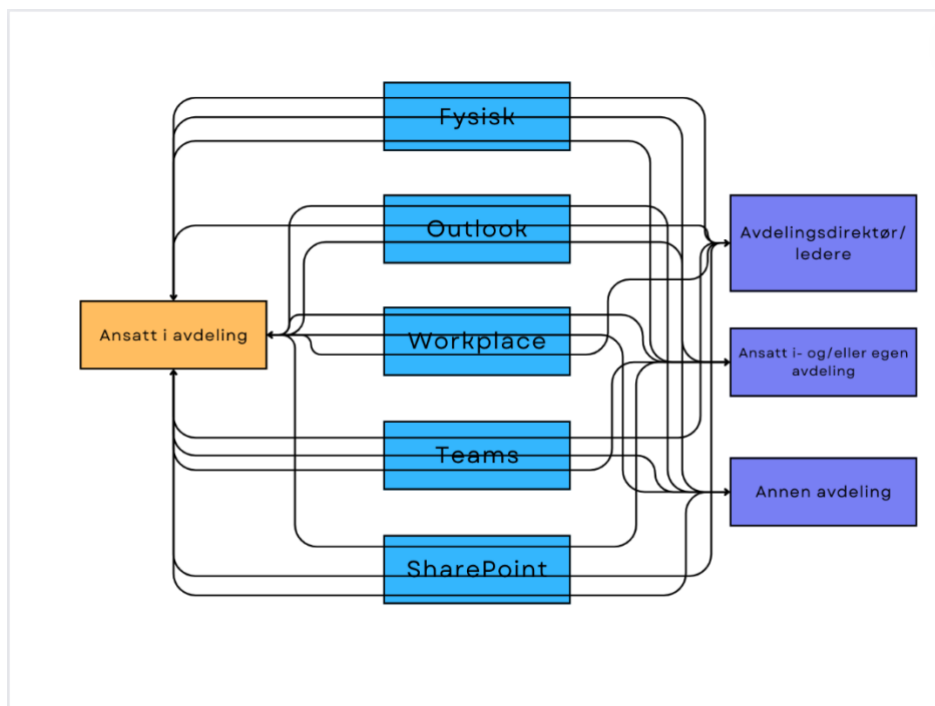 Fysisk
Outlook
Workplace
Teams
SharePoint
Ansatt i avdeling
Avdelingsdirektør/
ledere
Ansatt i- og/eller egen
avdeling
Annen avdeling